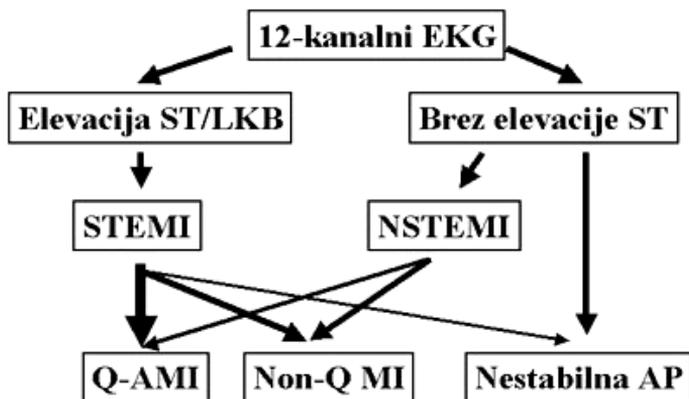 12-kanalni EKG
Elevacija ST/LKB
Brez elevacije ST
STEMI
NSTEMI
Q-AMI
Non-Q MI
Nestabilna AP